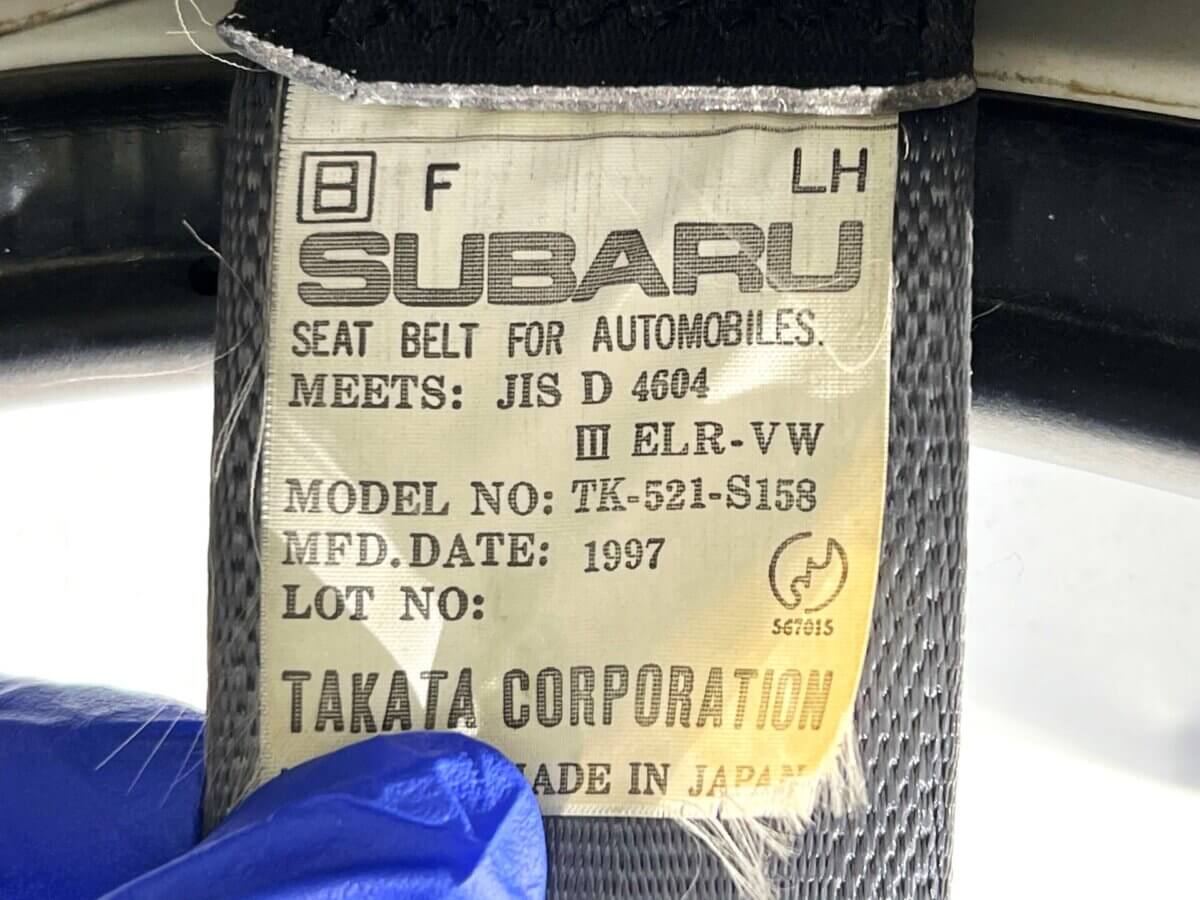 F LH
SUBARU
SEAT BELT FOR AUTOMOBILES.
MEETS: JIS D 4604
III ELR-VW
MODEL NO: TK-521-S158
MFD.DATE: 1997
LOT NO:
567015
TAKATA CORPORATION
MADE IN JAPAN